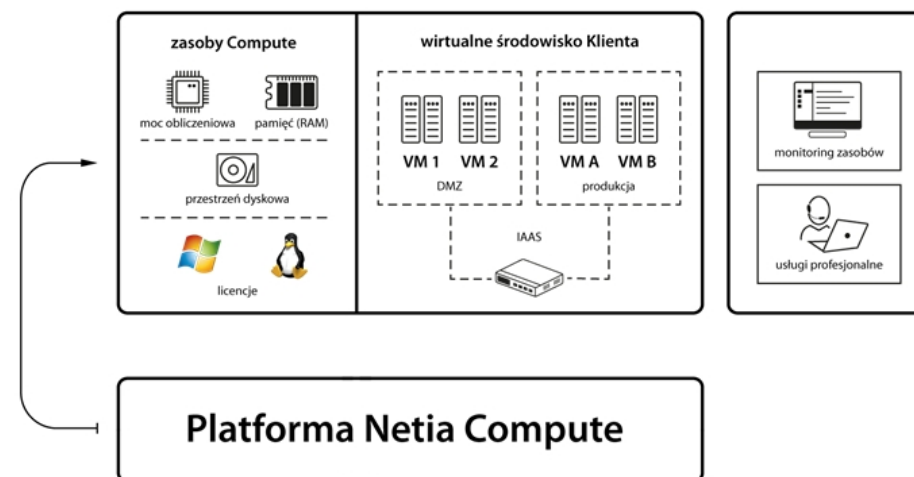 zasoby Compute
moc obliczeniowa
pamięć (RAM)
przestrzeń dyskowa
licencje
wirtualne środowisko Klienta
VM 1 VM 2
DMZ
VM A VM B
produkcja
IAAS
monitoring zasobów
usługi profesjonalne
Platforma Netia Compute